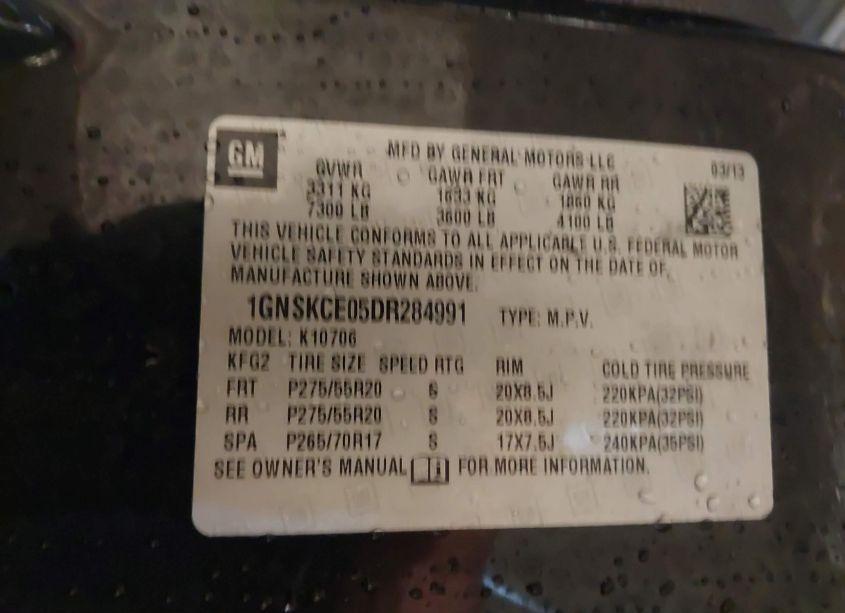 GM
MFD BY GENERAL MOTORS LLC
03/13
GVWR GAWR FRT GAWR RR
3311 KG 1633 KG 1860 KG
7300 LB 3600 LB 4100 LB
THIS VEHICLE CONFORMS TO ALL APPLICABLE U.S. FEDERAL MOTOR
VEHICLE SAFETY STANDARDS IN EFFECT ON THE DATE OF
MANUFACTURE SHOWN ABOVE.
1GNSKCE05DR284991 TYPE: M.P.V.
MODEL: K10706
KFG2 TIRE SIZE SPEED RTG RIM COLD TIRE PRESSURE
FRT P275/55R20 S 20X8.5J 220KPA(32PSI)
RR P275/55R20 S 20X8.5J 220KPA(32PSI)
SPA P265/70R17 S 17X7.5J 240KPA(35PSI)
SEE OWNER'S MANUAL FOR MORE INFORMATION.